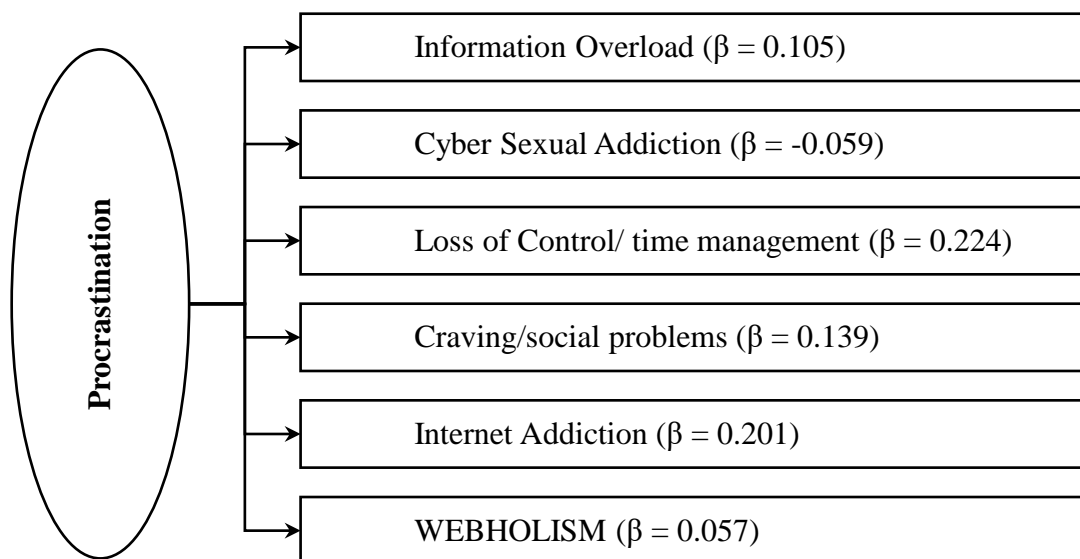 Procrastination
Information Overload (β = 0.105)
Cyber Sexual Addiction (β = -0.059)
Loss of Control/ time management (β = 0.224)
Craving/social problems (β = 0.139)
Internet Addiction (β = 0.201)
WEBHOLISM (β = 0.057)